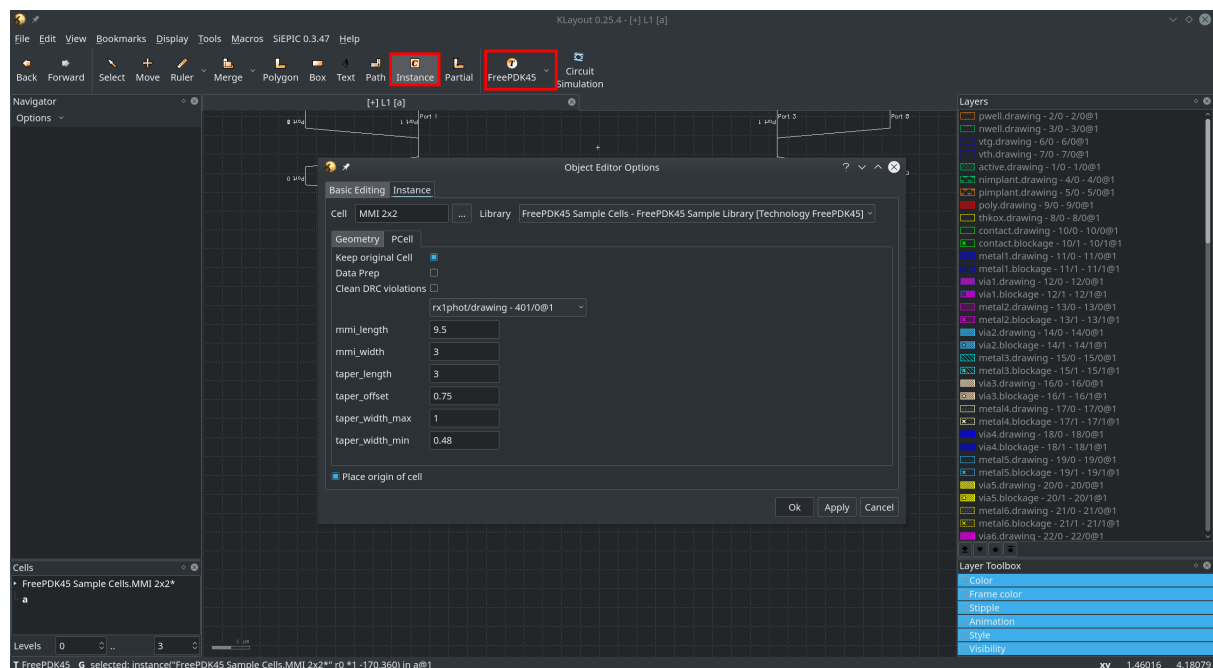 KLayout 0.25.4 - [+] L1 [a]
File Edit View Bookmarks Display Tools Macros SiEPIC 0.3.47 Help
Back Forward Select Move Ruler Merge Polygon Box Text Path Instance Partial FreePDK45 Circuit Simulation
Navigator
Options
[+] L1 [a]
Port 1
Port 3
Port 0
Object Editor Options
Basic Editing Instance
Cell MMI 2x2 ... Library FreePDK45 Sample Cells - FreePDK45 Sample Library [Technology FreePDK45]
Geometry PCell
Keep original Cell
Data Prep
Clean DRC violations
rx1phot/drawing - 401/0@1
mmi_length 9.5
mmi_width 3
taper_length 3
taper_offset 0.75
taper_width_max 1
taper_width_min 0.48
Place origin of cell
Ok Apply Cancel
Layers
pwell.drawing - 2/0 - 2/0@1
nwell.drawing - 3/0 - 3/0@1
vtg.drawing - 6/0 - 6/0@1
vth.drawing - 7/0 - 7/0@1
active.drawing - 1/0 - 1/0@1
nimplant.drawing - 4/0 - 4/0@1
pimplant.drawing - 5/0 - 5/0@1
poly.drawing - 9/0 - 9/0@1
thkox.drawing - 8/0 - 8/0@1
contact.drawing - 10/0 - 10/0@1
contact.blockage - 10/1 - 10/1@1
metal1.drawing - 11/0 - 11/0@1
metal1.blockage - 11/1 - 11/1@1
via1.drawing - 12/0 - 12/0@1
via1.blockage - 12/1 - 12/1@1
metal2.drawing - 13/0 - 13/0@1
metal2.blockage - 13/1 - 13/1@1
via2.drawing - 14/0 - 14/0@1
via2.blockage - 14/1 - 14/1@1
metal3.drawing - 15/0 - 15/0@1
metal3.blockage - 15/1 - 15/1@1
via3.drawing - 16/0 - 16/0@1
via3.blockage - 16/1 - 16/1@1
metal4.drawing - 17/0 - 17/0@1
metal4.blockage - 17/1 - 17/1@1
via4.drawing - 18/0 - 18/0@1
via4.blockage - 18/1 - 18/1@1
metal5.drawing - 19/0 - 19/0@1
metal5.blockage - 19/1 - 19/1@1
via5.drawing - 20/0 - 20/0@1
via5.blockage - 20/1 - 20/1@1
metal6.drawing - 21/0 - 21/0@1
metal6.blockage - 21/1 - 21/1@1
via6.drawing - 22/0 - 22/0@1
Cells
FreePDK45 Sample Cells.MMI 2x2*
a
Levels 0 .. 3
1 µm
Layer Toolbox
Color
Frame color
Stipple
Animation
Style
Visibility
T FreePDK45 G selected: instance("FreePDK45 Sample Cells.MMI 2x2*" r0 *1 -170,360) in a@1
xy 1.46016 4.18079